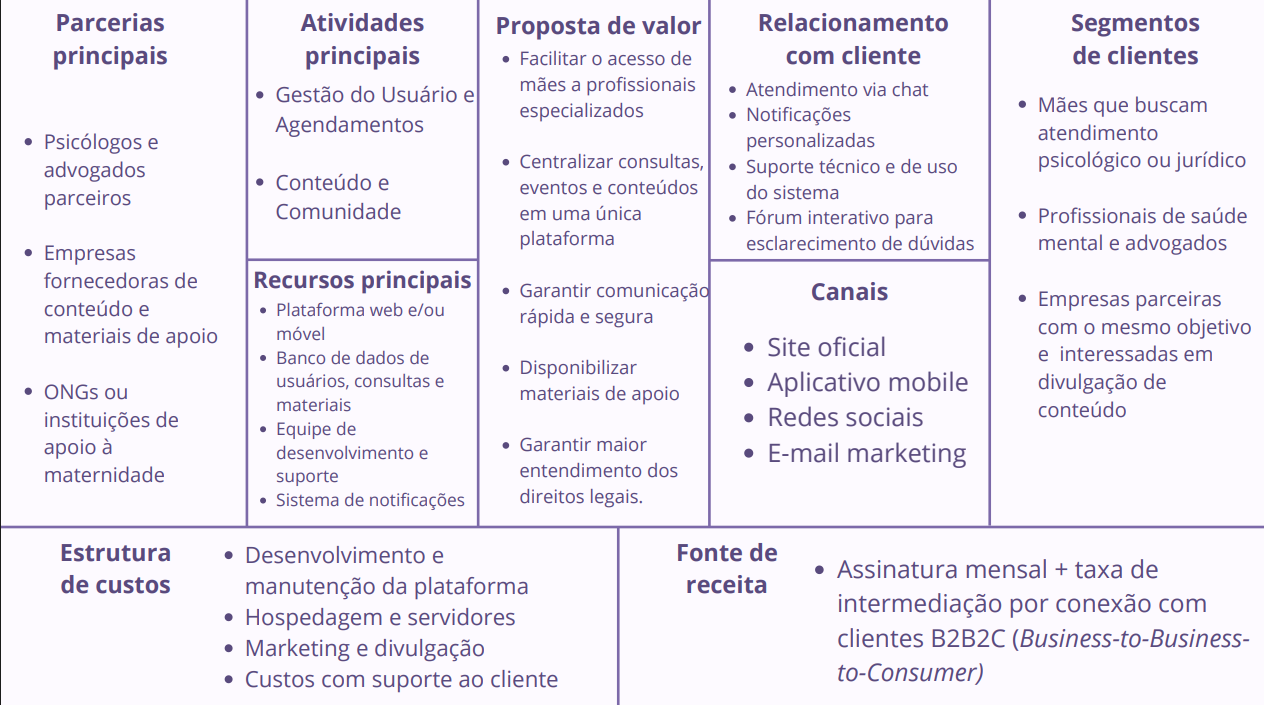 Parcerias
principais
• Psicólogos e
advogados
parceiros
• Empresas
fornecedoras de
conteúdo e
materiais de apoio
• ONGs ou
instituições de
apoio à
maternidade
Atividades
principais
• Gestão do Usuário e
Agendamentos
• Conteúdo e
Comunidade
Recursos principais
• Plataforma web e/ou
móvel
• Banco de dados de
usuários, consultas e
materiais
• Equipe de
desenvolvimento e
suporte
• Sistema de notificações
Proposta de valor
• Facilitar o acesso de
mães a profissionais
especializados
• Centralizar consultas,
eventos e conteúdos
em uma única
plataforma
• Garantir comunicação
rápida e segura
• Disponibilizar
materiais de apoio
• Garantir maior
entendimento dos
direitos legais.
Relacionamento
com cliente
• Atendimento via chat
• Notificações
personalizadas
• Suporte técnico e de uso
do sistema
• Fórum interativo para
esclarecimento de dúvidas
Canais
• Site oficial
• Aplicativo mobile
• Redes sociais
• E-mail marketing
Segmentos
de clientes
• Mães que buscam
atendimento
psicológico ou jurídico
• Profissionais de saúde
mental e advogados
• Empresas parceiras
com o mesmo objetivo
e interessadas em
divulgação de
conteúdo
Estrutura
de custos
• Desenvolvimento e
manutenção da plataforma
• Hospedagem e servidores
• Marketing e divulgação
• Custos com suporte ao cliente
Fonte de
receita
• Assinatura mensal + taxa de
intermediação por conexão com
clientes B2B2C (Business-to-Business-
to-Consumer)